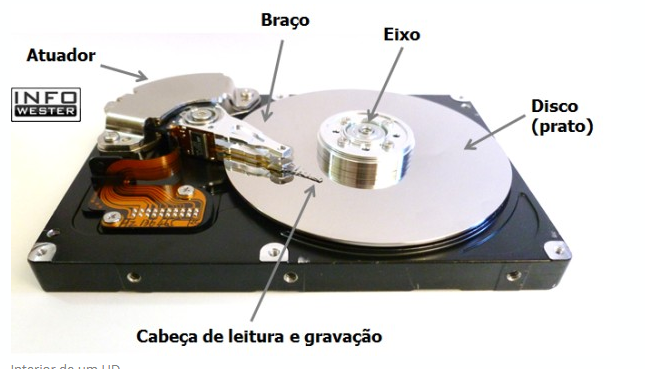 Braço
Eixo
Atuador
INFO
WESTER
Disco
(prato)
Cabeça de leitura e gravação
Interior de um HD